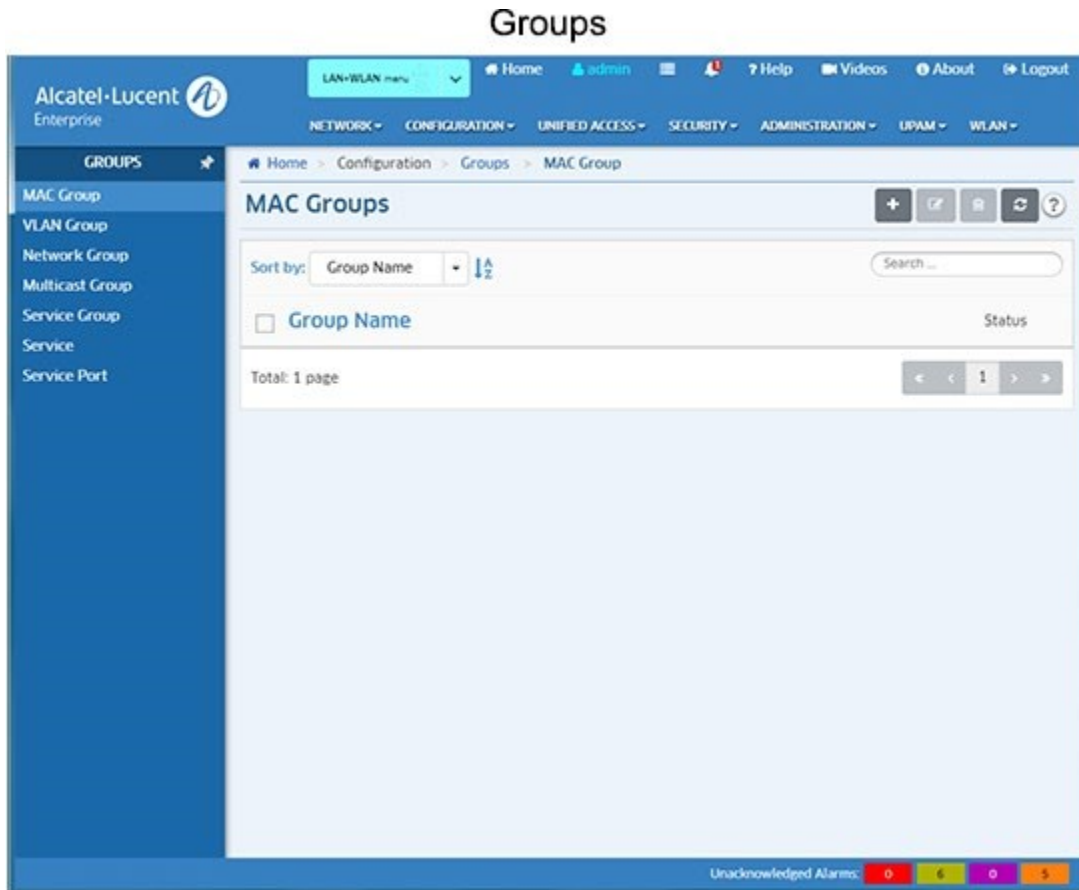 Groups
Alcatel·Lucent
Enterprise
LAN+WLAN menu
Home
admin
1
? Help
Videos
About
Logout
NETWORK
CONFIGURATION
UNIFIED ACCESS
SECURITY
ADMINISTRATION
UPAM
WLAN
GROUPS
Home > Configuration > Groups > MAC Group
MAC Group
VLAN Group
Network Group
Multicast Group
Service Group
Service
Service Port
MAC Groups
?
Sort by: Group Name
A
Z
Search ...
Group Name
Status
Total: 1 page
« < 1 > »
Unacknowledged Alarms: 0 6 0 5